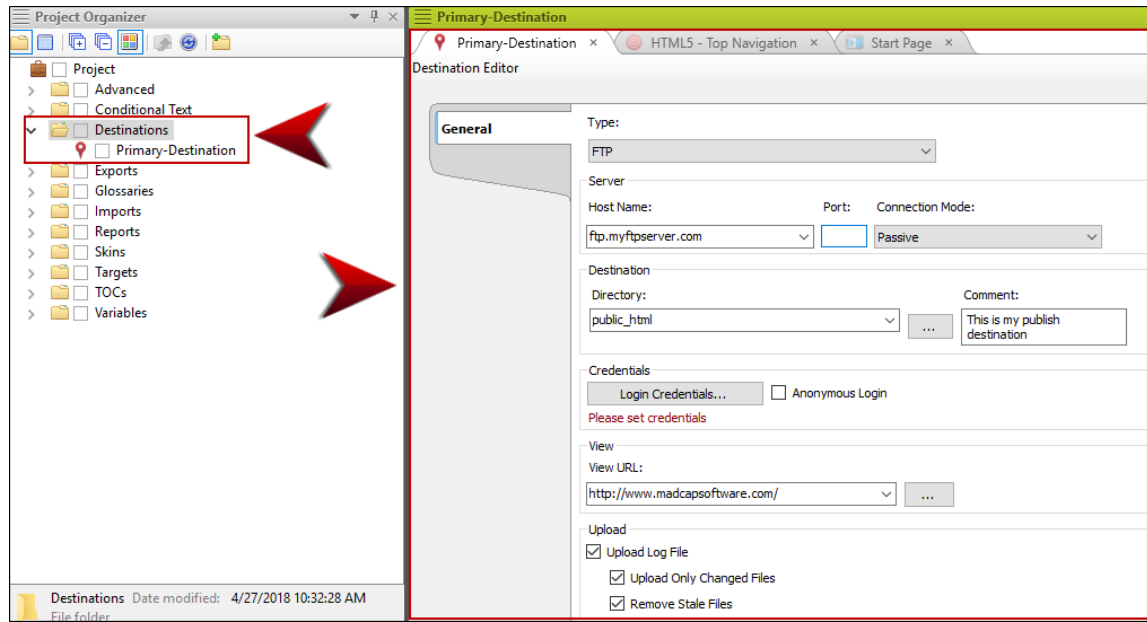 Project Organizer
Project
Advanced
Conditional Text
Destinations
Primary-Destination
Exports
Glossaries
Imports
Reports
Skins
Targets
TOCs
Variables
Destinations Date modified: 4/27/2018 10:32:28 AM
File folder
Primary-Destination
Primary-Destination HTML5 - Top Navigation Start Page
Destination Editor
General
Type:
FTP
Server
Host Name: Port: Connection Mode:
ftp.myftpserver.com Passive
Destination
Directory: Comment:
public_html ... This is my publish
destination
Credentials
Login Credentials... Anonymous Login
Please set credentials
View
View URL:
http://www.madcapsoftware.com/ ...
Upload
Upload Log File
Upload Only Changed Files
Remove Stale Files